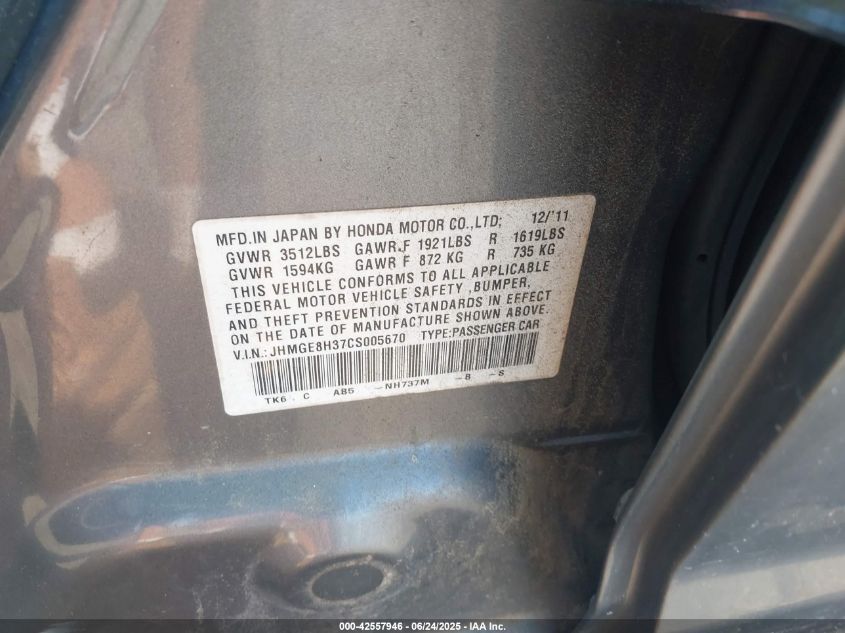 MFD.IN JAPAN BY HONDA MOTOR CO.,LTD; 12/'11
GVWR 3512LBS GAWR F 1921LBS R 1619LBS
GVWR 1594KG GAWR F 872 KG R 735 KG
THIS VEHICLE CONFORMS TO ALL APPLICABLE
FEDERAL MOTOR VEHICLE SAFETY ,BUMPER,
AND THEFT PREVENTION STANDARDS IN EFFECT
ON THE DATE OF MANUFACTURE SHOWN ABOVE.
V.I.N.: JHMGE8H37CS005670 TYPE:PASSENGER CAR
TK6 . C AB5 -NH737M -8 -S
000-42557946 - 06/24/2025 - IAA Inc.